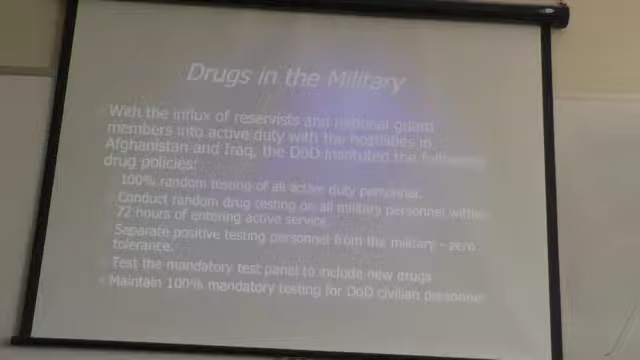 Drugs in the Military
With the influx of reservists and national guard
members into active duty with the hostilities in
Afghanistan and Iraq, the DoD instituted the following
drug policies:
100% random testing of all active duty personnel.
Conduct random drug testing on all military personnel within
72 hours of entering active service
Separate positive testing personnel from the military - zero
tolerance.
Test the mandatory test panel to include new drugs
Maintain 100% mandatory testing for DoD civilian personnel